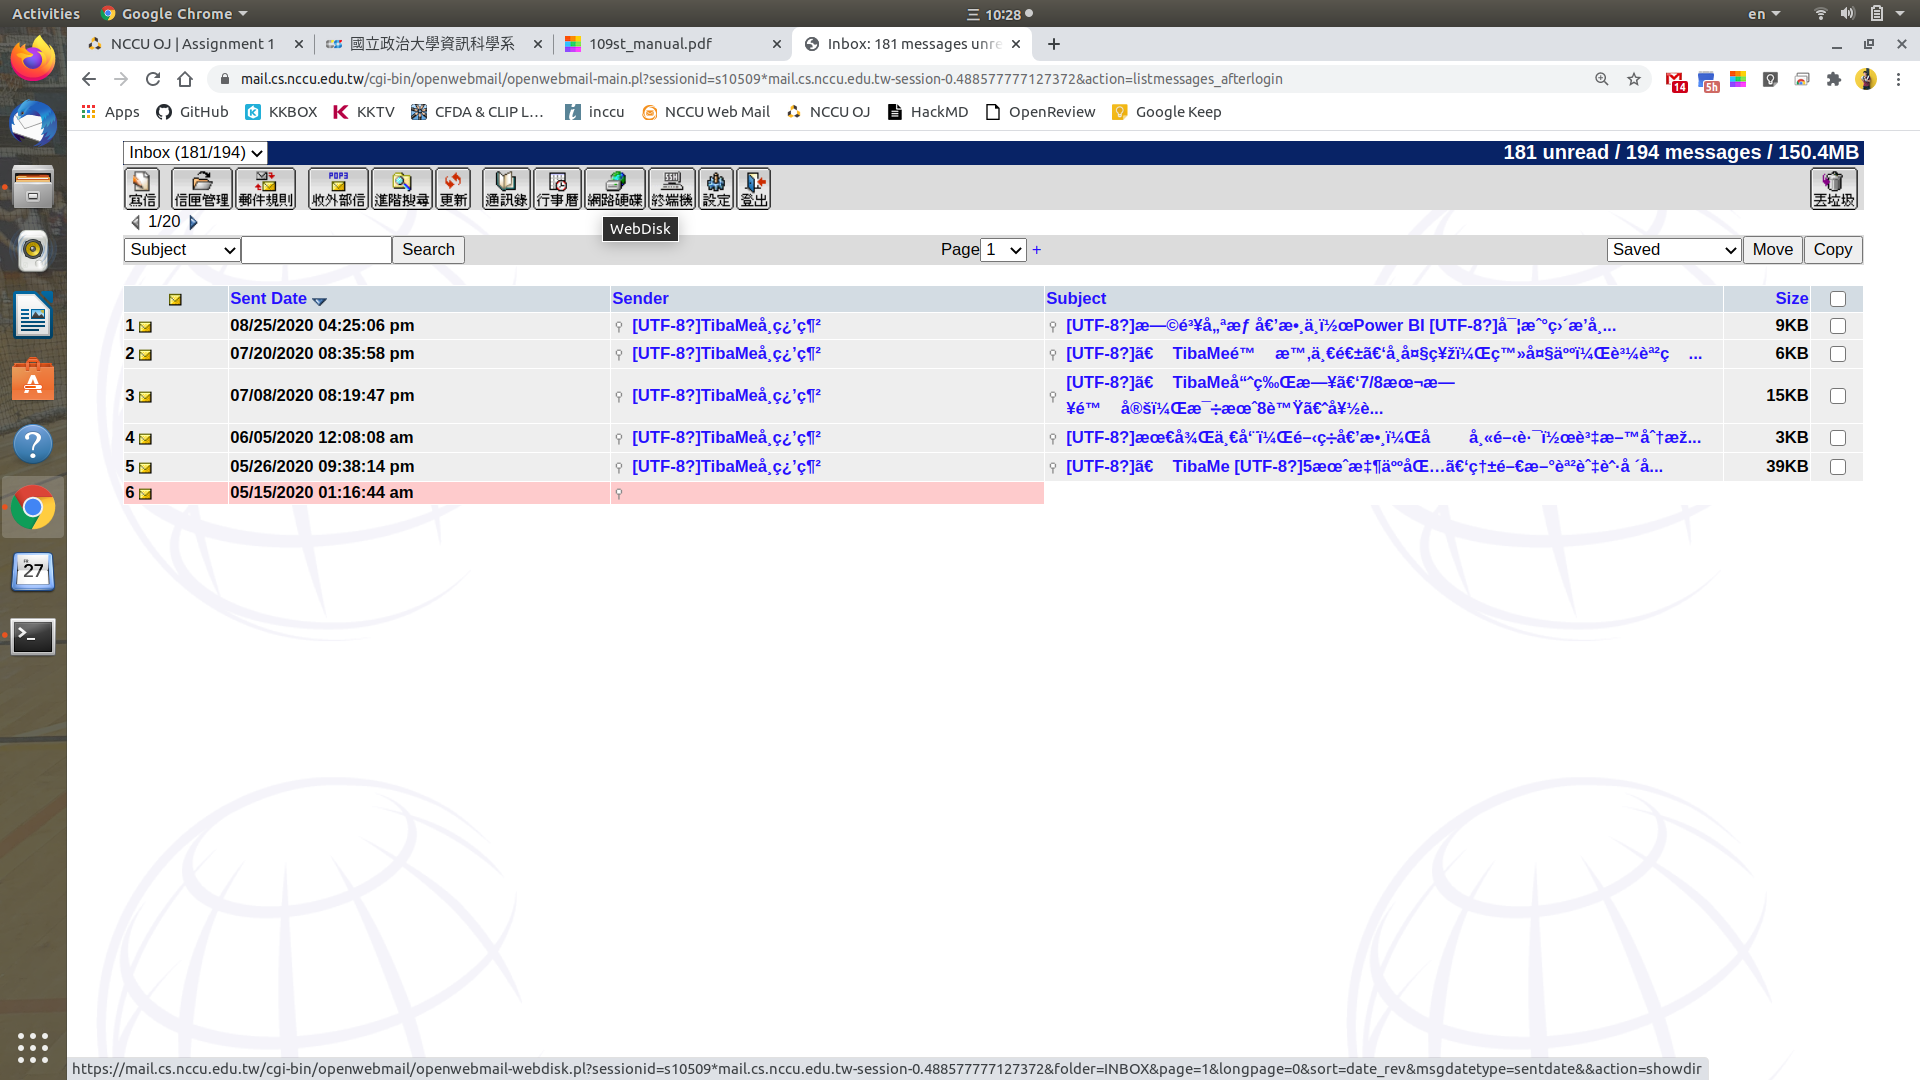 Activities Google Chrome 三 10:28 en
NCCU OJ | Assignment 1 國立政治大學資訊科學系 109st_manual.pdf Inbox: 181 messages unre
mail.cs.nccu.edu.tw/cgi-bin/openwebmail/openwebmail-main.pl?sessionid=s10509*mail.cs.nccu.edu.tw-session-0.488577777127372&action=listmessages_afterlogin 14 5h
Apps GitHub KKBOX KKTV CFDA & CLIP L… inccu NCCU Web Mail NCCU OJ HackMD OpenReview Google Keep
Inbox (181/194) 181 unread / 194 messages / 150.4MB
POP3
寫信 信匣管理 郵件規則 收外部信 進階搜尋 更新 通訊錄 行事曆 網路硬碟 終端機 設定 登出 丟垃圾
1/20
WebDisk
Subject Search Page 1 + Saved Move Copy
Sent Date Sender Subject Size
1 08/25/2020 04:25:06 pm [UTF-8?]TibaMeå¸ç¿’ç¶² [UTF-8?]æ—©é³¥å„ªæƒ å€’æ•¸ä¸ï½œPower BI [UTF-8?]å¯¦æˆ°ç›´æ’­å¸... 9KB
2 07/20/2020 08:35:58 pm [UTF-8?]TibaMeå¸ç¿’ç¶² [UTF-8?]ã€ TibaMeé™ æ™‚ä¸€é€±ã€‘å¸å¤§ç¥žï¼Œç™»å¤§äººï¼Œè³¼èª²ç ... 6KB
3 07/08/2020 08:19:47 pm [UTF-8?]TibaMeå¸ç¿’ç¶² [UTF-8?]ã€ TibaMeå“ˆç‰Œæ—¥ã€‘7/8æœ¬æ—
¥é™ å®šï¼Œæ¯÷æœˆ8è™Ÿã€ˆå¥½è... 15KB
4 06/05/2020 12:08:08 am [UTF-8?]TibaMeå¸ç¿’ç¶² [UTF-8?]æœ€å¾Œä¸€å‘¨ï¼Œé–‹ç÷å€’æ•¸ï¼Œå å¸«é–‹è·¯ï½œè³‡æ–™åˆ†æž... 3KB
5 05/26/2020 09:38:14 pm [UTF-8?]TibaMeå¸ç¿’ç¶² [UTF-8?]ã€ TibaMe [UTF-8?]5æœˆæ‡¶äººåŒ…ã€‘ç†±é–€æ–°èª²èˆ‡èˆ·å ´å... 39KB
6 05/15/2020 01:16:44 am
27
https://mail.cs.nccu.edu.tw/cgi-bin/openwebmail/openwebmail-webdisk.pl?sessionid=s10509*mail.cs.nccu.edu.tw-session-0.488577777127372&folder=INBOX&page=1&longpage=0&sort=date_rev&msgdatetype=sentdate&&action=showdir